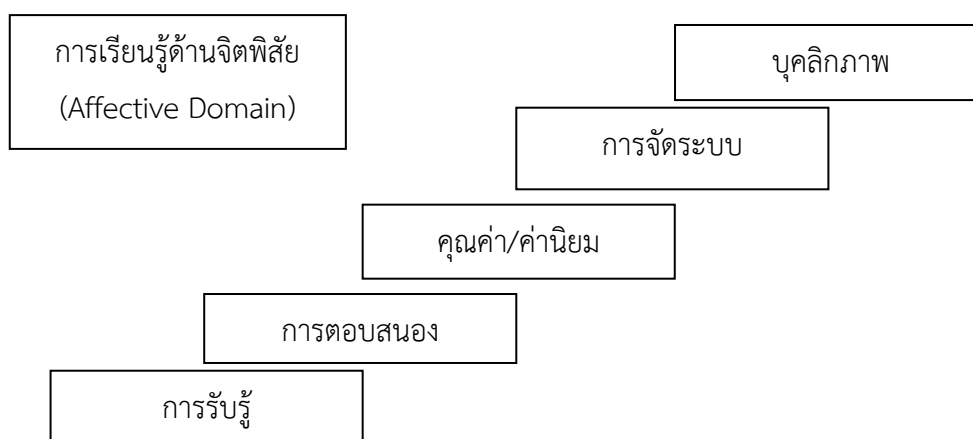 การเรียนรู้ด้านจิตพิสัย
(Affective Domain)
บุคลิกภาพ
การจัดระบบ
คุณค่า/ค่านิยม
การตอบสนอง
การรับรู้